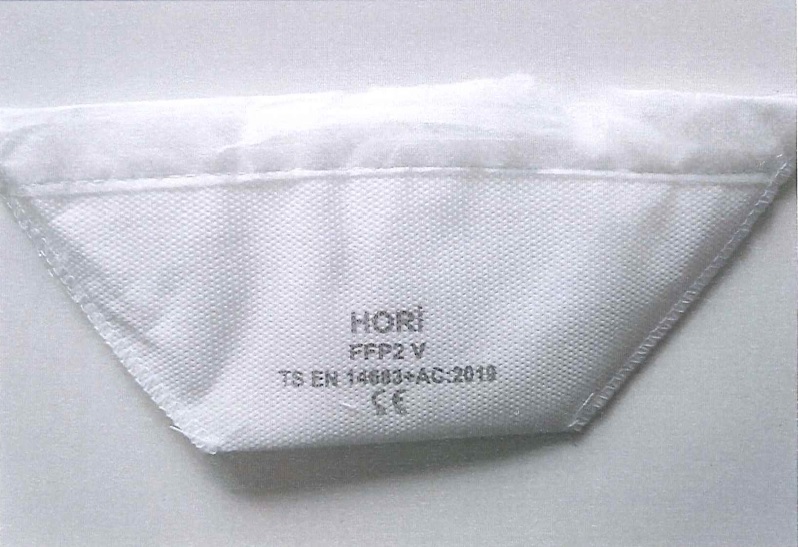 HORİ
FFP2 V
TS EN 14683+AC:2019
CE